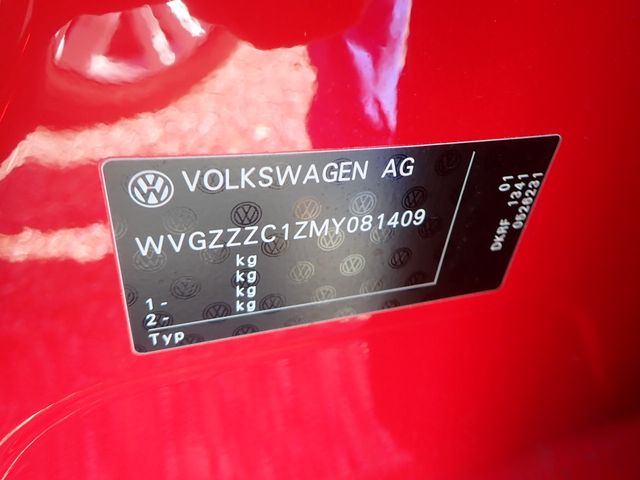 VOLKSWAGEN AG
WVGZZZC1ZMY081409
kg
kg
1- kg
2- kg
Typ
01
DKRF 1341
0526231